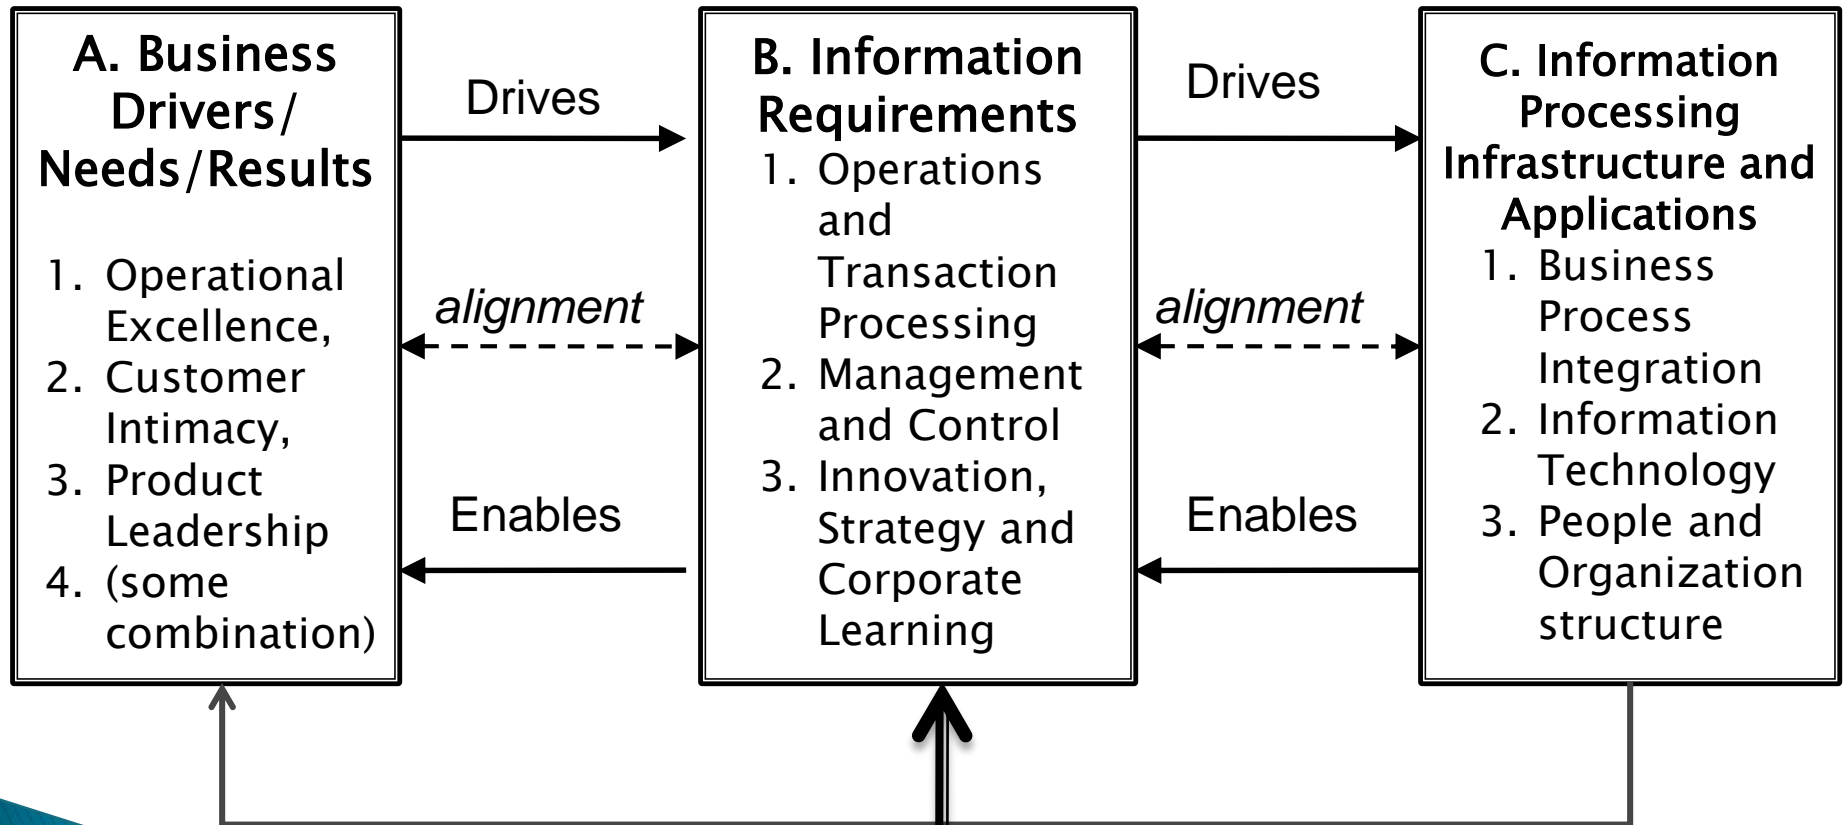 A. Business
Drivers/
Needs/Results
1. Operational
Excellence,
2. Customer
Intimacy,
3. Product
Leadership
4. (some
combination)
Drives
alignment
Enables
B. Information
Requirements
1. Operations
and
Transaction
Processing
2. Management
and Control
3. Innovation,
Strategy and
Corporate
Learning
Drives
alignment
Enables
C. Information
Processing
Infrastructure and
Applications
1. Business
Process
Integration
2. Information
Technology
3. People and
Organization
structure